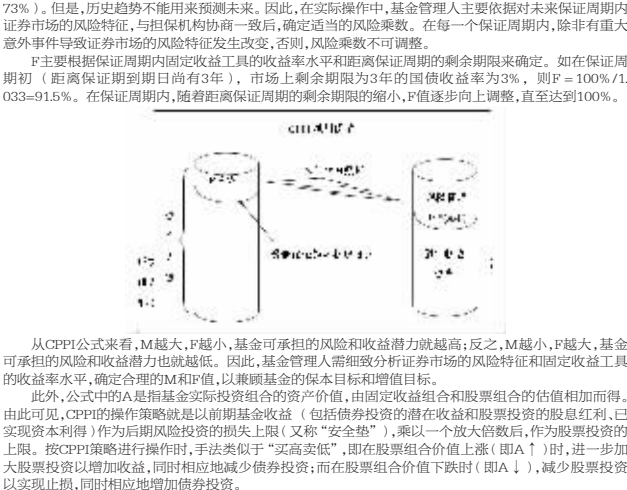 73%）。但是,历史趋势不能用来预测未来。因此,在实际操作中,基金管理人主要依据对未来保证周期内
证券市场的风险特征,与担保机构协商一致后,确定适当的风险乘数。在每一个保证周期内,除非有重大
意外事件导致证券市场的风险特征发生改变,否则,风险乘数不可调整。
F主要根据保证周期内固定收益工具的收益率水平和距离保证周期的剩余期限来确定。如在保证周
期初（距离保证期到期日尚有3年），市场上剩余期限为3年的国债收益率为3%，则F＝100%/1.
033=91.5%。在保证周期内,随着距离保证周期的剩余期限的缩小,F值逐步向上调整,直至达到100%。
从CPPI公式来看,M越大,F越小,基金可承担的风险和收益潜力就越高;反之,M越小,F越大,基金
可承担的风险和收益潜力也就越低。因此,基金管理人需细致分析证券市场的风险特征和固定收益工具
的收益率水平,确定合理的M和F值,以兼顾基金的保本目标和增值目标。
此外,公式中的A是指基金实际投资组合的资产价值,由固定收益组合和股票组合的估值相加而得。
由此可见,CPPI的操作策略就是以前期基金收益（包括债券投资的潜在收益和股票投资的股息红利、已
实现资本利得）作为后期风险投资的损失上限（又称“安全垫”）,乘以一个放大倍数后,作为股票投资的
上限。按CPPI策略进行操作时,手法类似于“买高卖低”,即在股票组合价值上涨（即A↑）时,进一步加
大股票投资以增加收益,同时相应地减少债券投资;而在股票组合价值下跌时（即A↓）,减少股票投资
以实现止损,同时相应地增加债券投资。